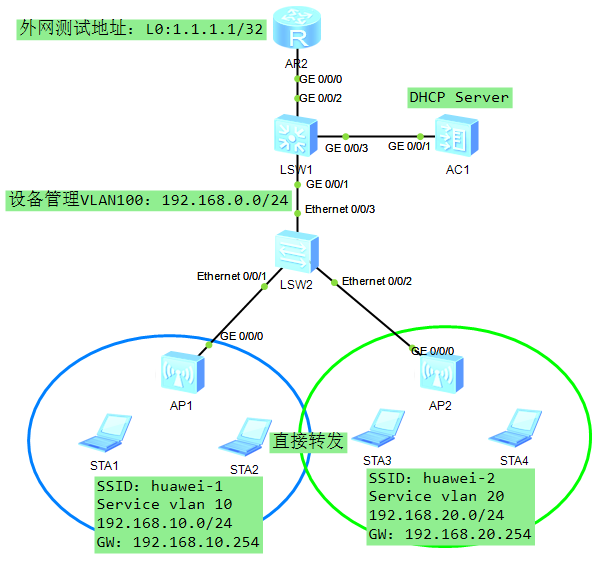 外网测试地址: L0:1.1.1.1/32
R
AR2
GE 0/0/0
GE 0/0/2
DHCP Server
LSW1
GE 0/0/3
GE 0/0/1
AC1
GE 0/0/1
设备管理VLAN100: 192.168.0.0/24
Ethernet 0/0/3
LSW2
Ethernet 0/0/1
Ethernet 0/0/2
GE 0/0/0
GE 0/0/0
AP1
AP2
STA1
STA2
直接转发
STA3
STA4
SSID: huawei-1
Service vlan 10
192.168.10.0/24
GW: 192.168.10.254
SSID: huawei-2
Service vlan 20
192.168.20.0/24
GW: 192.168.20.254